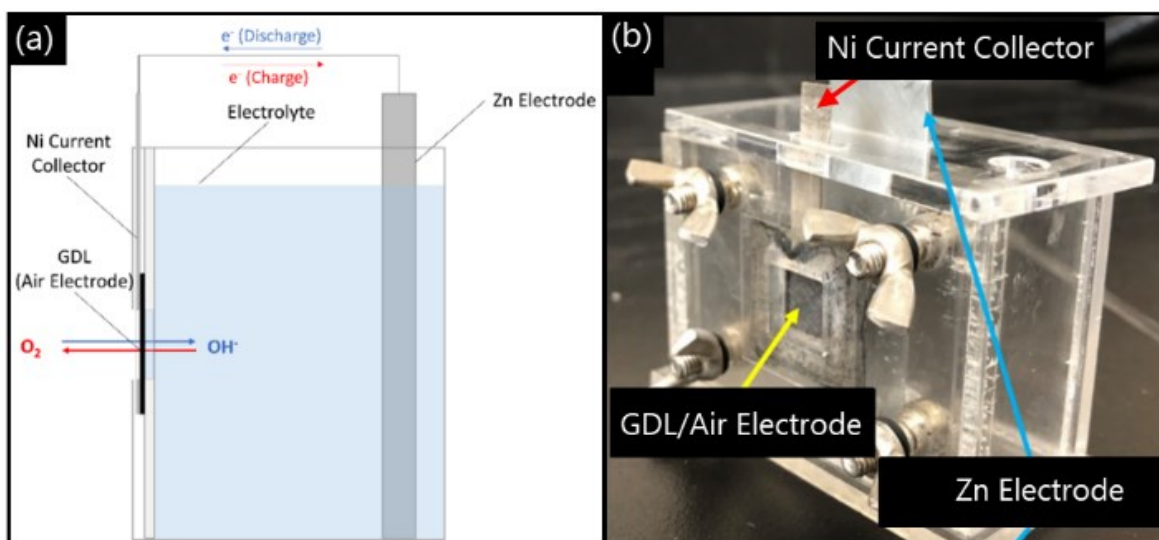 (a)
e⁻ (Discharge)
e⁻ (Charge)
Electrolyte
Zn Electrode
Ni Current
Collector
GDL
(Air Electrode)
O₂
OH⁻
(b)
Ni Current Collector
GDL/Air Electrode
Zn Electrode